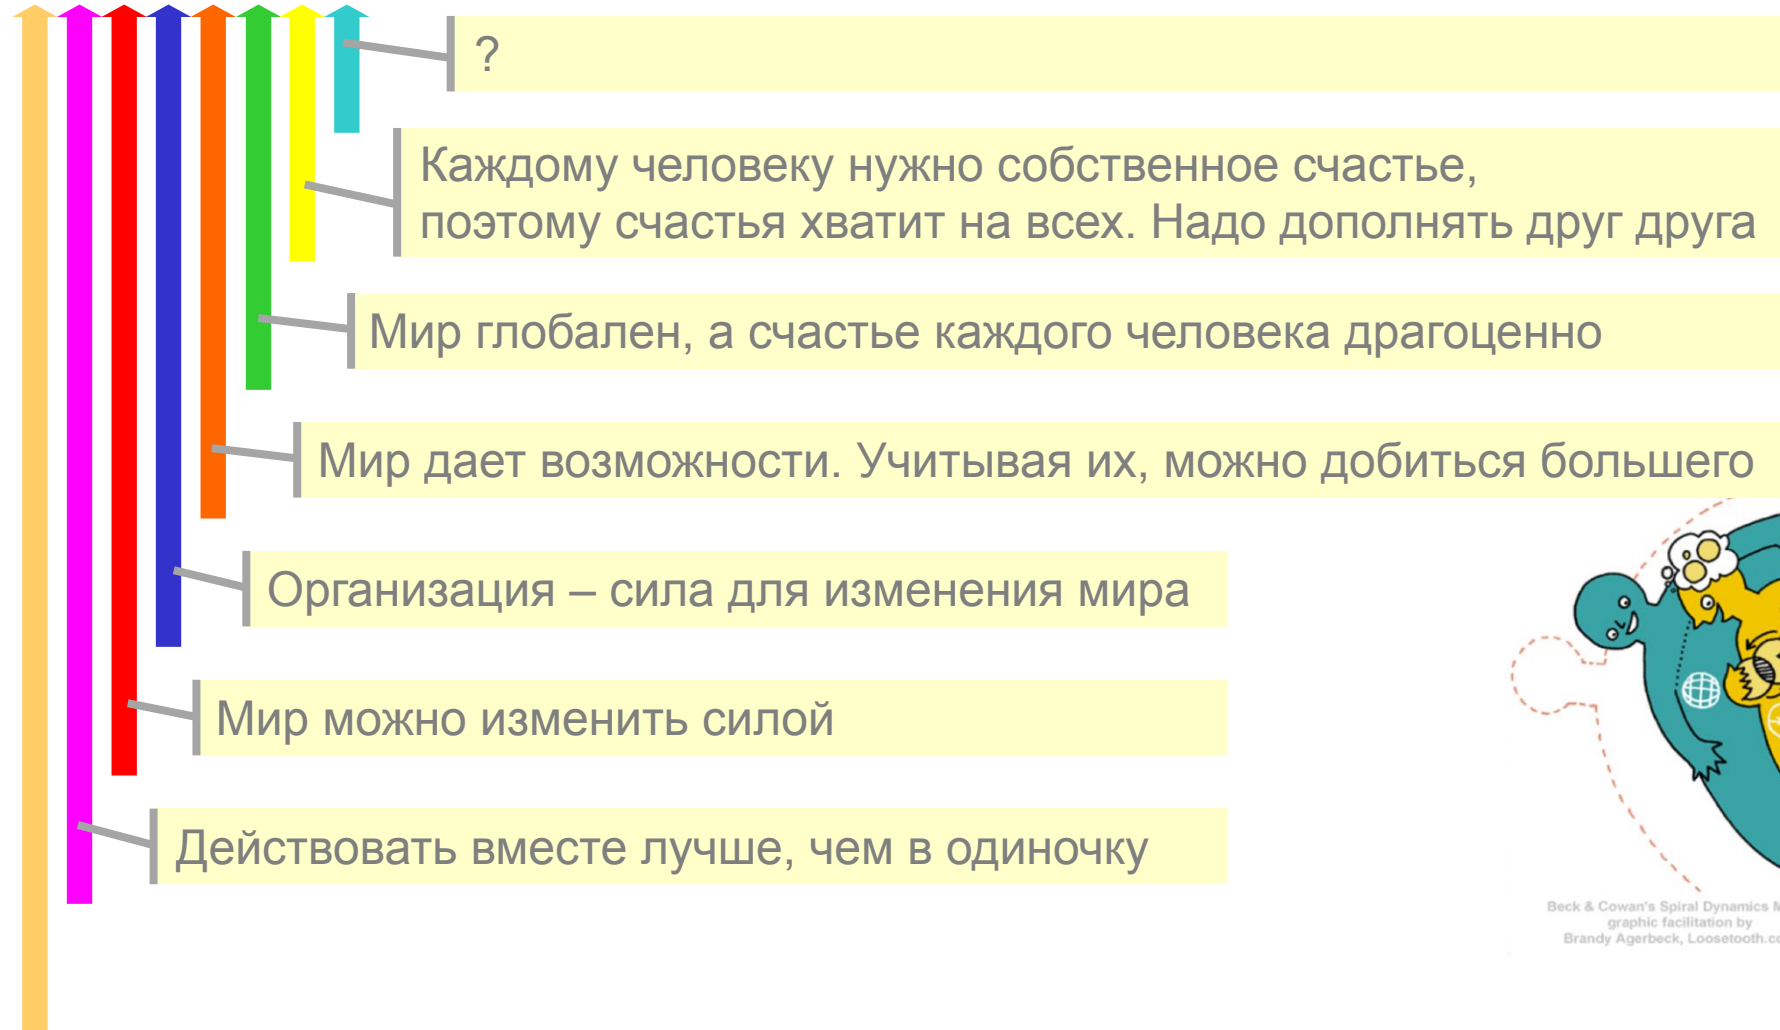 ?
Каждому человеку нужно собственное счастье,
поэтому счастья хватит на всех. Надо дополнять друг друга
Мир глобален, а счастье каждого человека драгоценно
Мир дает возможности. Учитывая их, можно добиться большего
Организация – сила для изменения мира
Мир можно изменить силой
Действовать вместе лучше, чем в одиночку
Beck & Cowan's Spiral Dynamics
graphic facilitation by
Brandy Agerbeck,